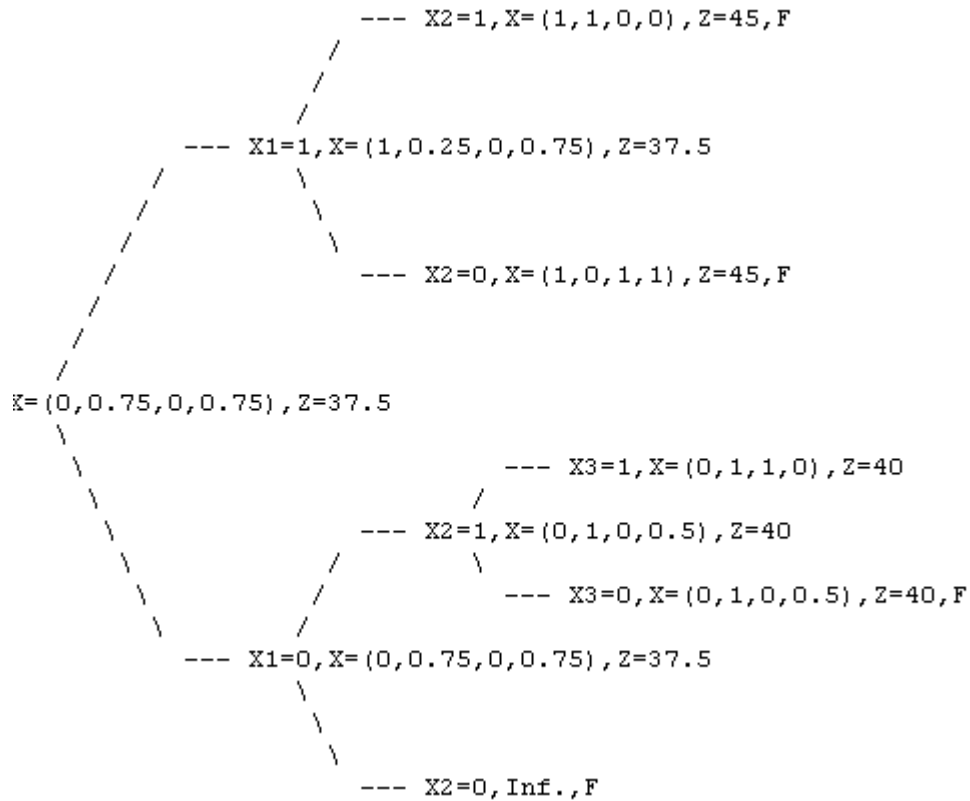 --- X2=1,X=(1,1,0,0),Z=45,F
--- X1=1,X=(1,0.25,0,0.75),Z=37.5
--- X2=0,X=(1,0,1,1),Z=45,F
X=(0,0.75,0,0.75),Z=37.5
--- X3=1,X=(0,1,1,0),Z=40
--- X2=1,X=(0,1,0,0.5),Z=40
--- X3=0,X=(0,1,0,0.5),Z=40,F
--- X1=0,X=(0,0.75,0,0.75),Z=37.5
--- X2=0,Inf.,F